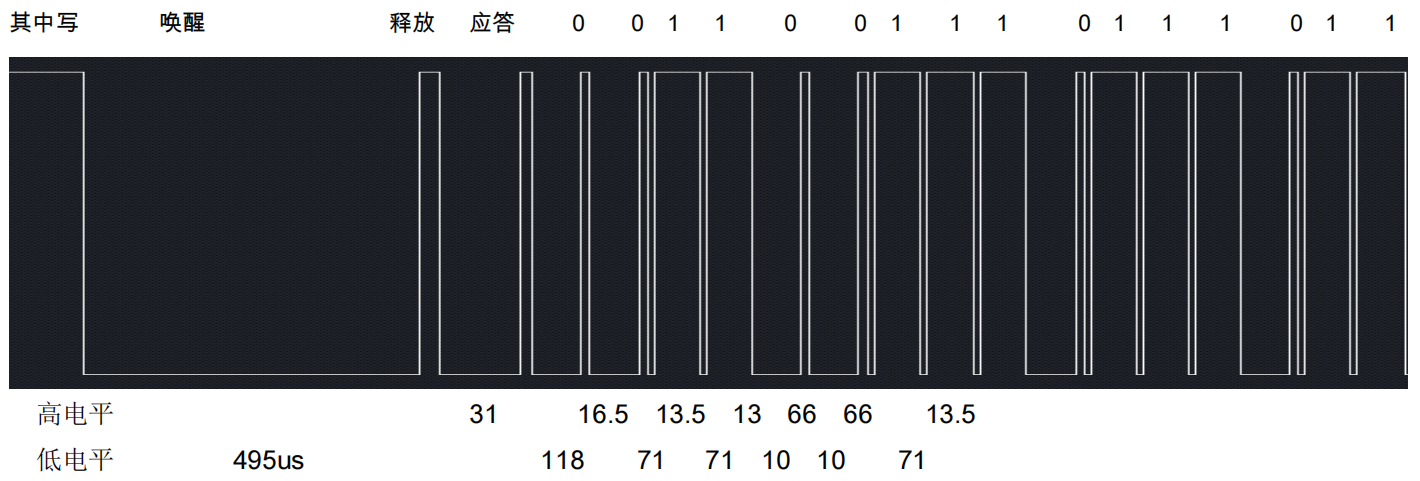 其中写 唤醒 释放 应答 0 0 1 1 0 0 1 1 1 0 1 1 1 0 1 1
高电平 31 16.5 13.5 13 66 66 13.5
低电平 495us 118 71 71 10 10 71